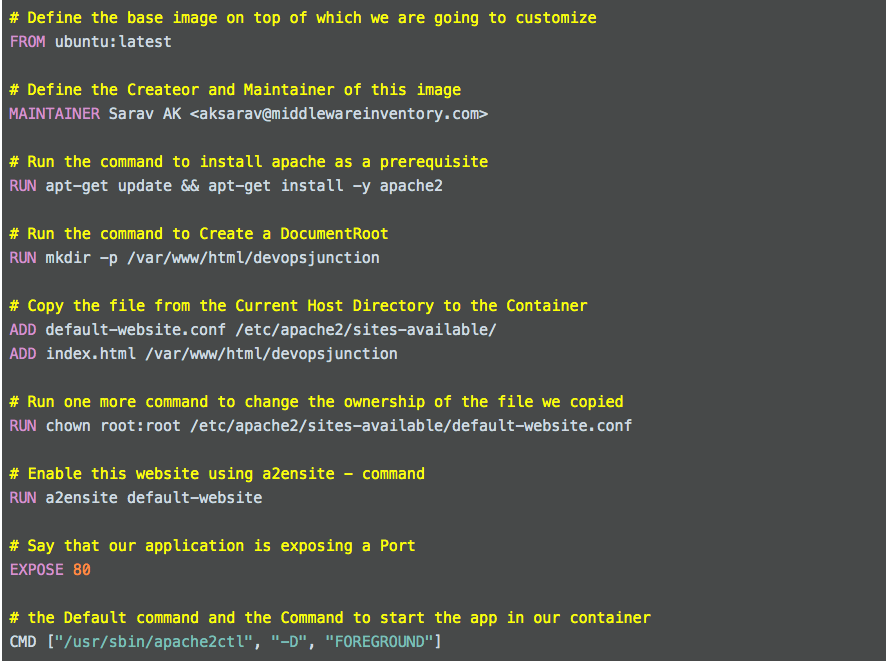 # Define the base image on top of which we are going to customize
FROM ubuntu:latest
# Define the Createor and Maintainer of this image
MAINTAINER Sarav AK <aksarav@middlewareinventory.com>
# Run the command to install apache as a prerequisite
RUN apt-get update && apt-get install -y apache2
# Run the command to Create a DocumentRoot
RUN mkdir -p /var/www/html/devopsjunction
# Copy the file from the Current Host Directory to the Container
ADD default-website.conf /etc/apache2/sites-available/
ADD index.html /var/www/html/devopsjunction
# Run one more command to change the ownership of the file we copied
RUN chown root:root /etc/apache2/sites-available/default-website.conf
# Enable this website using a2ensite - command
RUN a2ensite default-website
# Say that our application is exposing a Port
EXPOSE 80
# the Default command and the Command to start the app in our container
CMD ["/usr/sbin/apache2ctl", "-D", "FOREGROUND"]